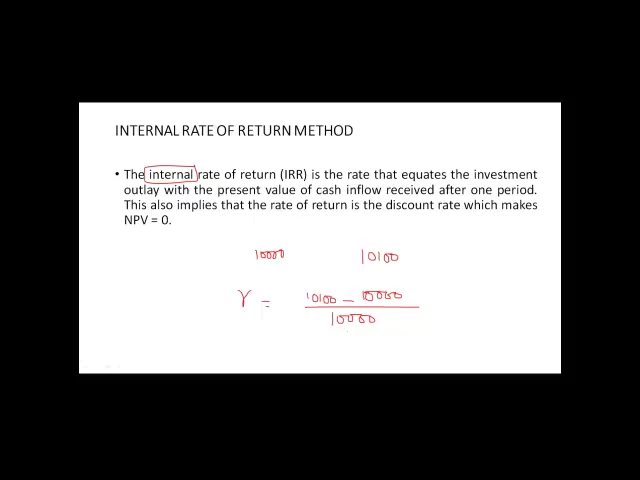 INTERNAL RATE OF RETURN METHOD
• The internal rate of return (IRR) is the rate that equates the investment
outlay with the present value of cash inflow received after one period.
This also implies that the rate of return is the discount rate which makes
NPV = 0.
10000 10100
r = 10100 - 10000
10000